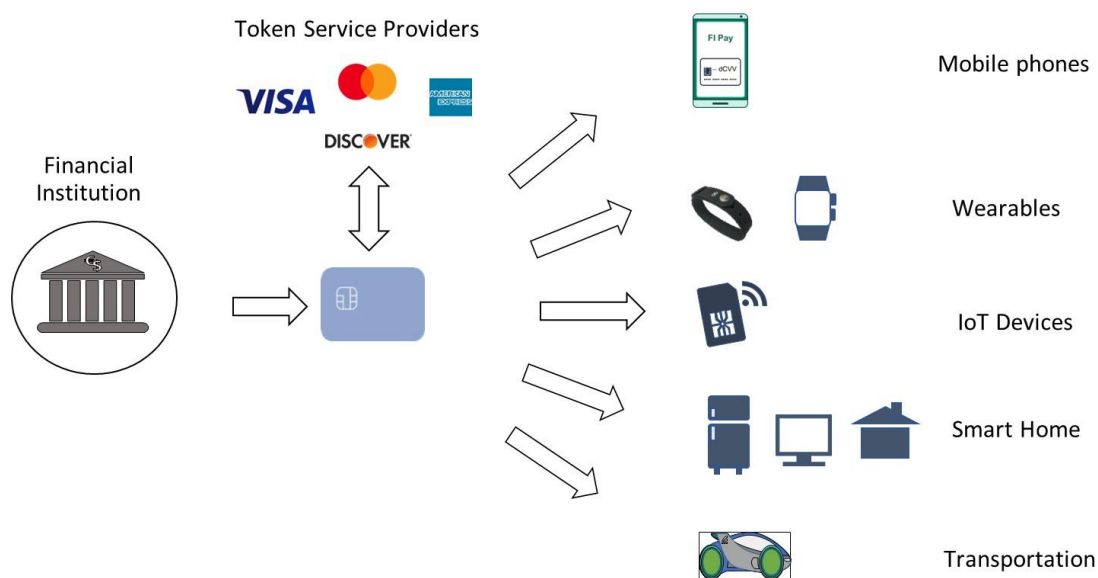 Token Service Providers
VISA
AMERICAN
EXPRESS
DISCOVER
Financial
Institution
CS
FI Pay
dCVV
Mobile phones
Wearables
IoT Devices
Smart Home
Transportation